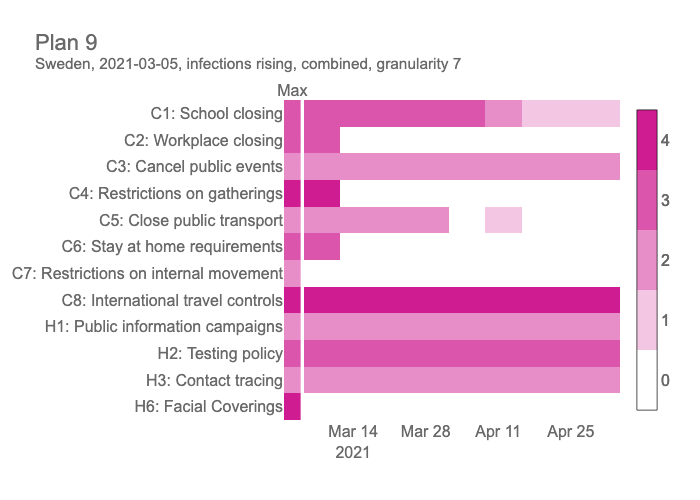 Plan 9
Sweden, 2021-03-05, infections rising, combined, granularity 7
Max
C1: School closing
C2: Workplace closing
C3: Cancel public events
C4: Restrictions on gatherings
C5: Close public transport
C6: Stay at home requirements
C7: Restrictions on internal movement
C8: International travel controls
H1: Public information campaigns
H2: Testing policy
H3: Contact tracing
H6: Facial Coverings
Mar 14 Mar 28 Apr 11 Apr 25
2021
4
3
2
1
0